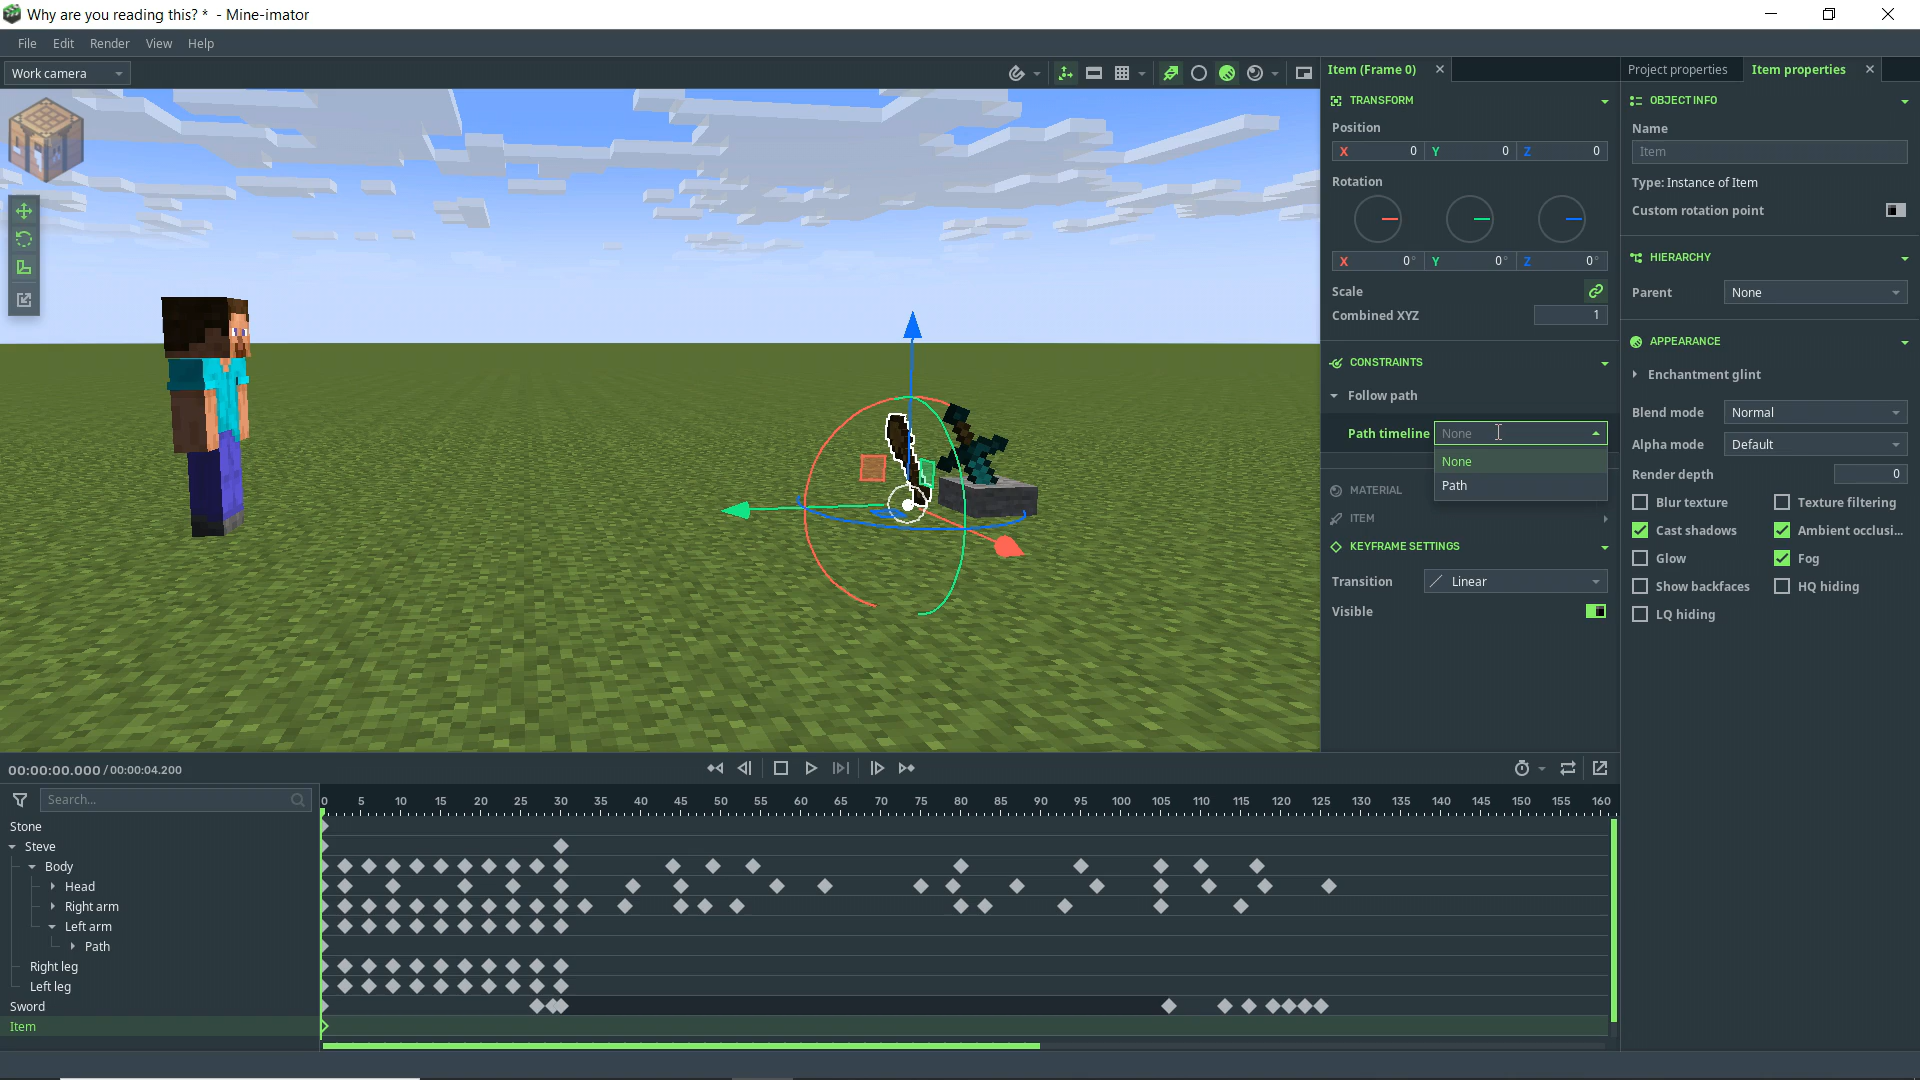 Why are you reading this? * - Mine-imator
File Edit Render View Help
Work camera
Item (Frame 0)
Project properties
Item properties
TRANSFORM
Position
X 0 Y 0 Z 0
Rotation
X 0° Y 0° Z 0°
Scale
Combined XYZ 1
CONSTRAINTS
Follow path
Path timeline None
None
Path
MATERIAL
ITEM
KEYFRAME SETTINGS
Transition Linear
Visible
OBJECT INFO
Name
Item
Type: Instance of Item
Custom rotation point
HIERARCHY
Parent None
APPEARANCE
Enchantment glint
Blend mode Normal
Alpha mode Default
Render depth 0
Blur texture Texture filtering
Cast shadows Ambient occlusi...
Glow Fog
Show backfaces HQ hiding
LQ hiding
00:00:00.000 / 00:00:04.200
Search...
0 5 10 15 20 25 30 35 40 45 50 55 60 65 70 75 80 85 90 95 100 105 110 115 120 125 130 135 140 145 150 155 160
Stone
Steve
Body
Head
Right arm
Left arm
Path
Right leg
Left leg
Sword
Item